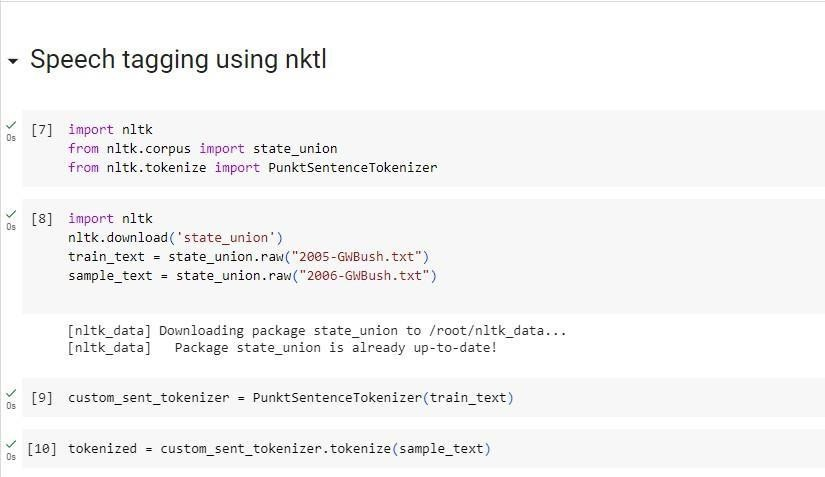 Speech tagging using nktl
0s [7] import nltk
from nltk.corpus import state_union
from nltk.tokenize import PunktSentenceTokenizer
0s [8] import nltk
nltk.download('state_union')
train_text = state_union.raw("2005-GWBush.txt")
sample_text = state_union.raw("2006-GWBush.txt")
[nltk_data] Downloading package state_union to /root/nltk_data...
[nltk_data]   Package state_union is already up-to-date!
0s [9] custom_sent_tokenizer = PunktSentenceTokenizer(train_text)
0s [10] tokenized = custom_sent_tokenizer.tokenize(sample_text)